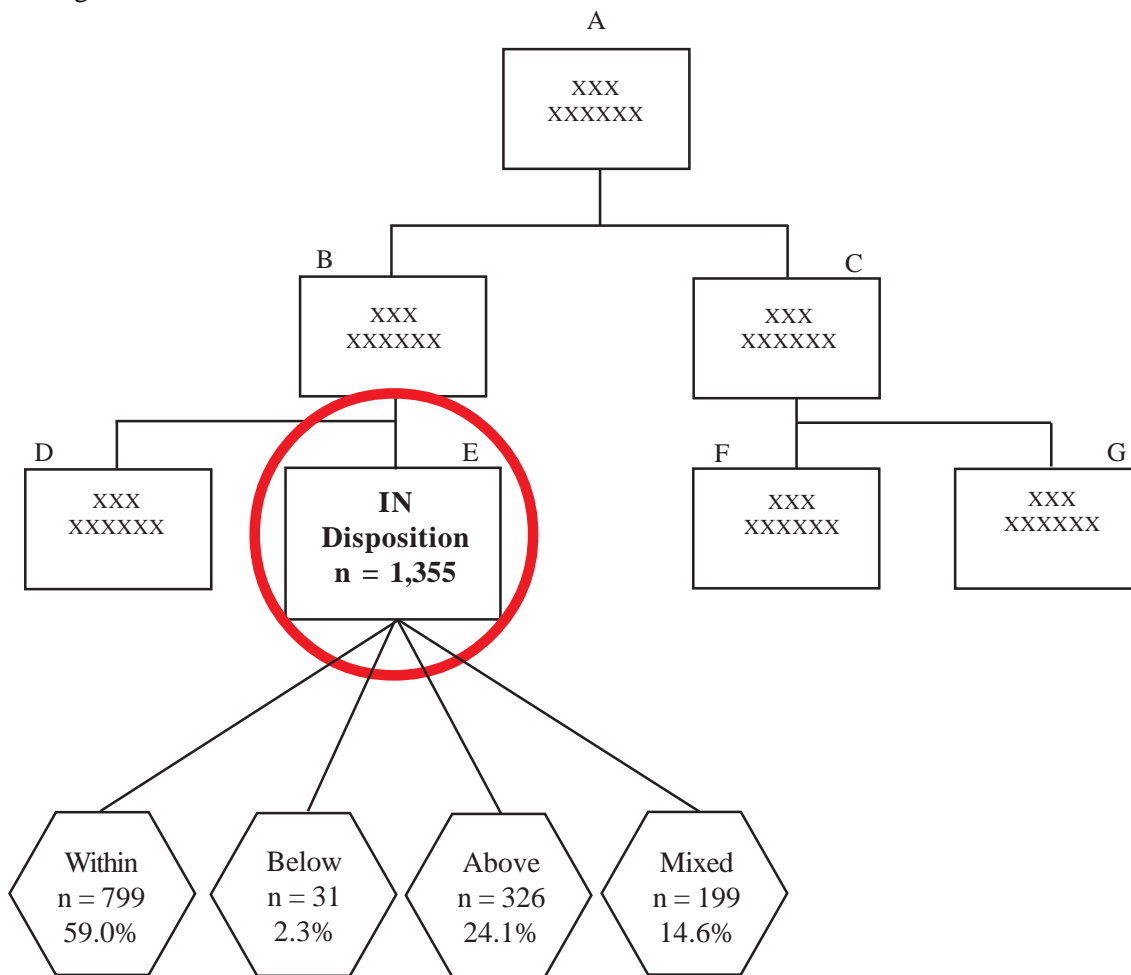 A
XXX
XXXXXX
B
C
XXX
XXXXXX
XXX
XXXXXX
D
E
F
G
XXX
XXXXXX
IN
Disposition
n = 1,355
XXX
XXXXXX
XXX
XXXXXX
Within
n = 799
59.0%
Below
n = 31
2.3%
Above
n = 326
24.1%
Mixed
n = 199
14.6%